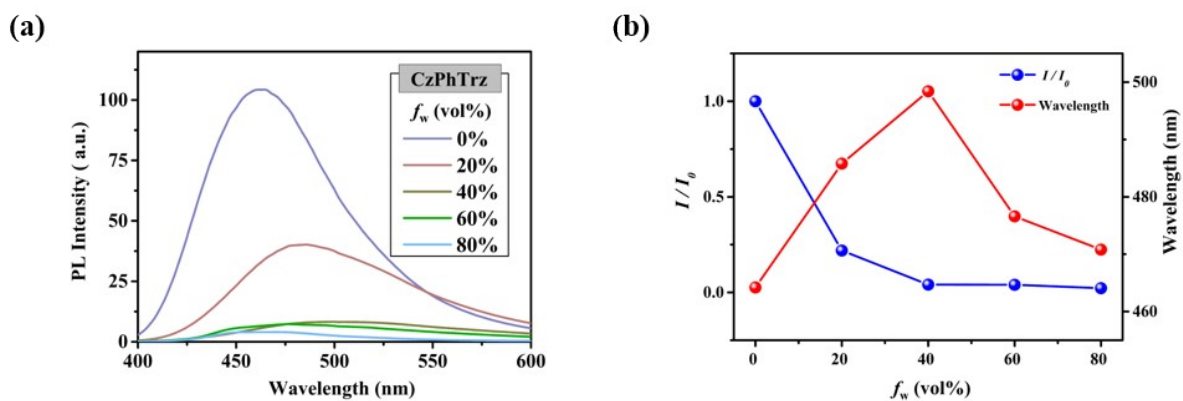 (a)
PL Intensity ( a.u.)
100
75
50
25
0
400
450
500
550
600
Wavelength (nm)
CzPhTrz
fw (vol%)
0%
20%
40%
60%
80%
(b)
I / I0
1.0
0.5
0.0
0
20
40
60
80
fw (vol%)
I / I0
Wavelength
500
480
460
Wavelength (nm)